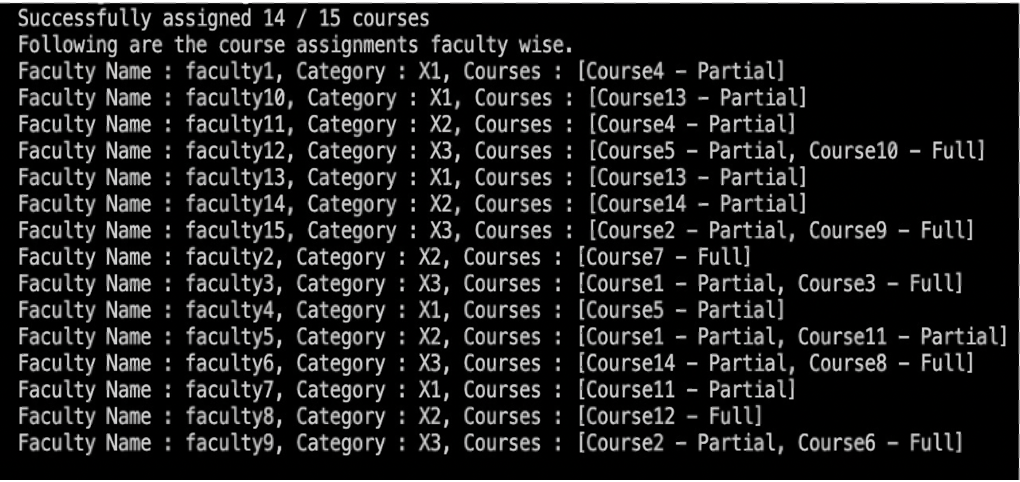 Successfully assigned 14 / 15 courses
Following are the course assignments faculty wise.
Faculty Name : faculty1, Category : X1, Courses : [Course4 – Partial]
Faculty Name : faculty10, Category : X1, Courses : [Course13 – Partial]
Faculty Name : faculty11, Category : X2, Courses : [Course4 – Partial]
Faculty Name : faculty12, Category : X3, Courses : [Course5 – Partial, Course10 – Full]
Faculty Name : faculty13, Category : X1, Courses : [Course13 – Partial]
Faculty Name : faculty14, Category : X2, Courses : [Course14 – Partial]
Faculty Name : faculty15, Category : X3, Courses : [Course2 – Partial, Course9 – Full]
Faculty Name : faculty2, Category : X2, Courses : [Course7 – Full]
Faculty Name : faculty3, Category : X3, Courses : [Course1 – Partial, Course3 – Full]
Faculty Name : faculty4, Category : X1, Courses : [Course5 – Partial]
Faculty Name : faculty5, Category : X2, Courses : [Course1 – Partial, Course11 – Partial]
Faculty Name : faculty6, Category : X3, Courses : [Course14 – Partial, Course8 – Full]
Faculty Name : faculty7, Category : X1, Courses : [Course11 – Partial]
Faculty Name : faculty8, Category : X2, Courses : [Course12 – Full]
Faculty Name : faculty9, Category : X3, Courses : [Course2 – Partial, Course6 – Full]